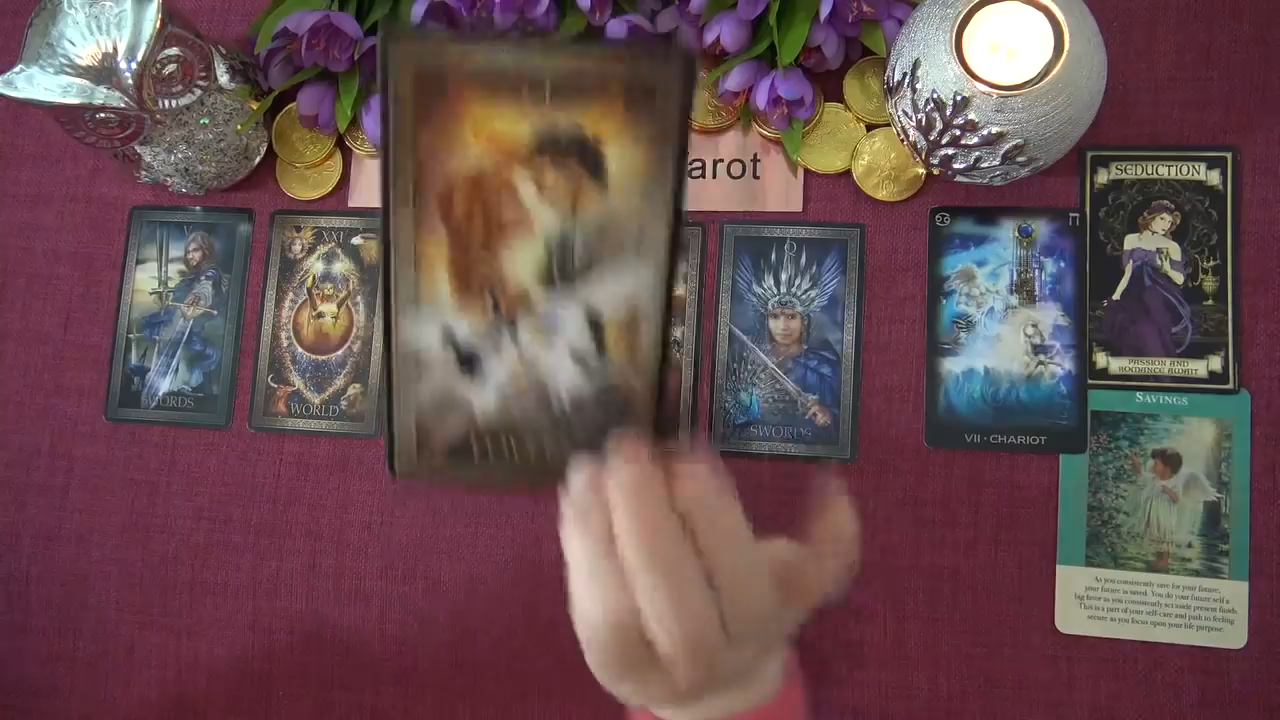 arot
V
SWORDS
XXI
WORLD
Q
SWORDS
VII • CHARIOT
SEDUCTION
PASSION AND
ROMANCE AWAIT
SAVINGS
As you consistently save for your future,
your future is saved. You do your future self a
big favor as you consistently set aside present funds.
This is a part of your self-care and path to feeling
secure as you focus upon your life purpose.